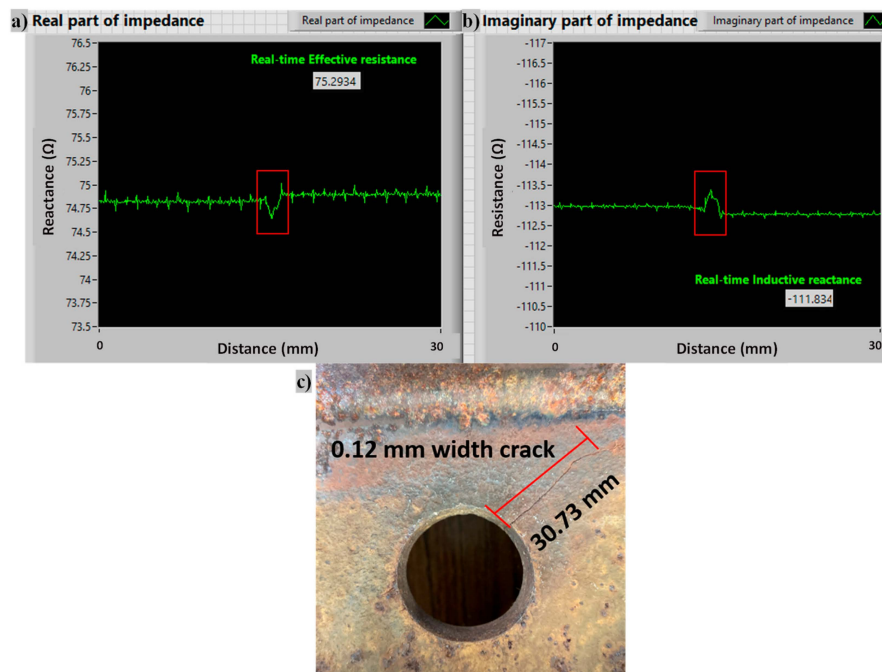 a) Real part of impedance
Real part of impedance
76.5
76.25
76
75.75
75.5
75.25
75
74.75
74.5
74.25
74
73.75
73.5
Reactance (Ω)
Real-time Effective resistance
75.2934
0
Distance (mm)
30
b) Imaginary part of impedance
Imaginary part of impedance
-117
-116.5
-116
-115.5
-115
-114.5
-114
-113.5
-113
-112.5
-112
-111.5
-111
-110.5
-110
Resistance (Ω)
Real-time Inductive reactance
-111.834
0
Distance (mm)
30
c)
0.12 mm width crack
30.73 mm